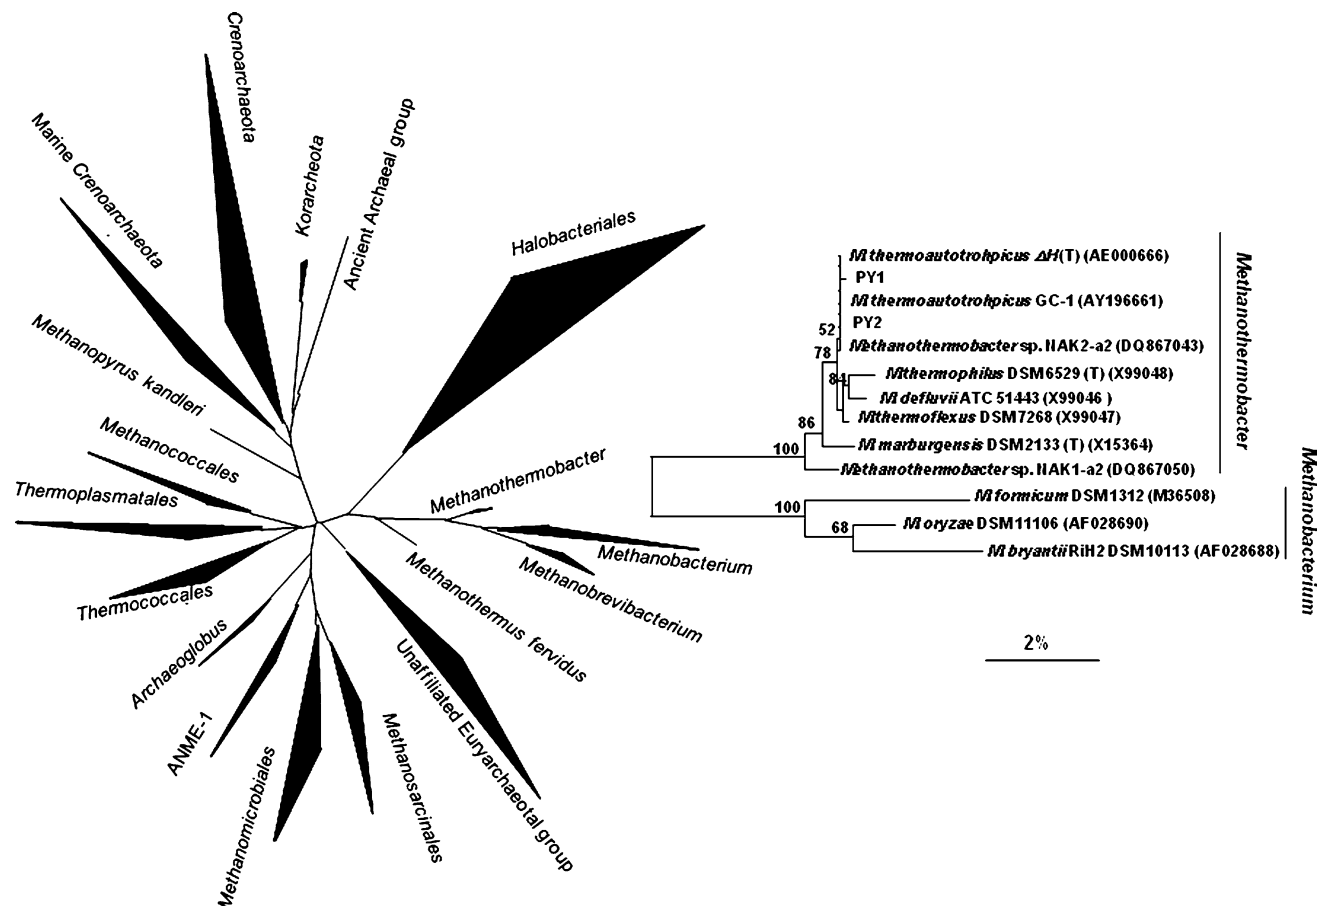 Crenoarchaeota
Marine Crenoarchaeota
Korarcheota
Ancient Archaeal group
Halobacteriales
Methanopyrus kandleri
Methanococcales
Thermoplasmatales
Thermococcales
Archaeoglobus
ANME-1
Methanomicrobiales
Methanosarcinales
Unaffiliated Euryarchaeotal group
Methanothermus fervidus
Methanobrevibacterium
Methanobacterium
Methanothermobacter
M.thermoautotrohpicus ΔH(T) (AE000666)
PY1
M.thermoautotrohpicus GC-1 (AY196661)
PY2
52
Methanothermobacter sp. NAK2-a2 (DQ867043)
78
M.thermophilus DSM6529 (T) (X99048)
84
M.defluvii ATC 51443 (X99046 )
M.thermoflexus DSM7268 (X99047)
86
M.marburgensis DSM2133 (T) (X15364)
100
Methanothermobacter sp. NAK1-a2 (DQ867050)
Methanothermobacter
M.formicum DSM1312 (M36508)
100
M.oryzae DSM11106 (AF028690)
68
M.bryantii RiH2 DSM10113 (AF028688)
Methanobacterium
2%